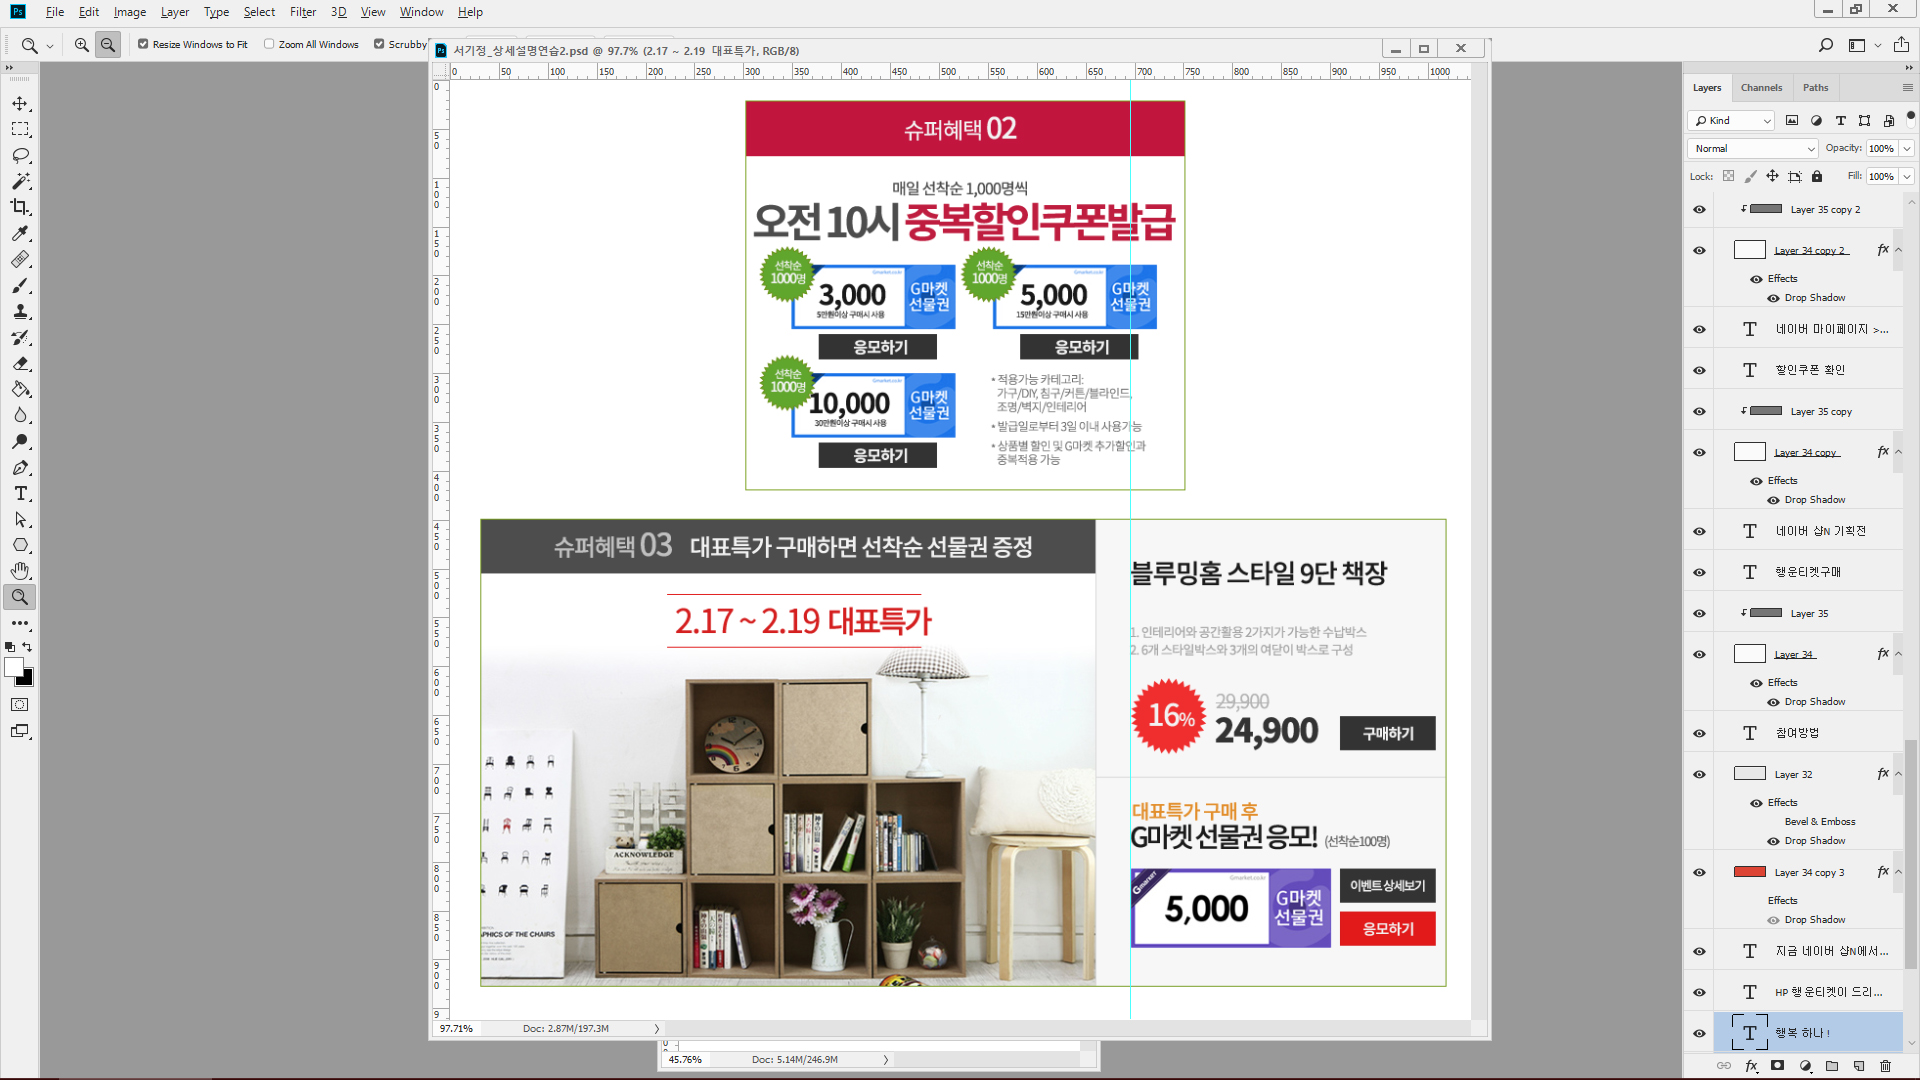 File Edit Image Layer Type Select Filter 3D View Window Help
Resize Windows to Fit Zoom All Windows Scrubby
서기정_상세설명연습2.psd @ 97.7% (2.17 ~ 2.19 대표특가, RGB/8)
0 50 100 150 200 250 300 350 400 450 500 550 600 650 700 750 800 850 900 950 1000
슈퍼혜택 02
매일 선착순 1,000명씩
오전 10시 중복할인쿠폰발급
선착순
1000명
Gmarket.co.kr
3,000
5만원이상 구매시 사용
G마켓
선물권
응모하기
선착순
1000명
Gmarket.co.kr
5,000
15만원이상 구매시 사용
G마켓
선물권
응모하기
선착순
1000명
Gmarket.co.kr
10,000
30만원이상 구매시 사용
G마켓
선물권
응모하기
• 적용가능 카테고리:
가구/DIY, 침구/커튼/블라인드,
조명/벽지/인테리어
• 발급일로부터 3일 이내 사용가능
• 상품별 할인 및 G마켓 추가할인과
중복적용 가능
슈퍼혜택 03 대표특가 구매하면 선착순 선물권 증정
2.17 ~ 2.19 대표특가
ACKNOWLEDGE
APHICS OF THE CHAIRS
블루밍홈 스타일 9단 책장
1. 인테리어와 공간활용 2가지가 가능한 수납박스
2. 6개 스타일박스와 3개의 여닫이 박스로 구성
16%
29,900
24,900
구매하기
대표특가 구매 후
G마켓 선물권 응모! (선착순100명)
Gmarket
Gmarket.co.kr
5,000
G마켓
선물권
이벤트 상세보기
응모하기
97.71% Doc: 2.87M/197.3M
45.76% Doc: 5.14M/246.9M
Layers Channels Paths
Kind
Normal Opacity: 100%
Lock: Fill: 100%
Layer 35 copy 2
Layer 34 copy 2 fx
Effects
Drop Shadow
네이버 마이페이지 >...
할인쿠폰 확인
Layer 35 copy
Layer 34 copy fx
Effects
Drop Shadow
네이버 샵N 기획전
행운티켓구매
Layer 35
Layer 34 fx
Effects
Drop Shadow
참여방법
Layer 32 fx
Effects
Bevel & Emboss
Drop Shadow
Layer 34 copy 3 fx
Effects
Drop Shadow
지금 네이버 샵N에서...
HP 행운티켓이 드리...
행복 하나 !